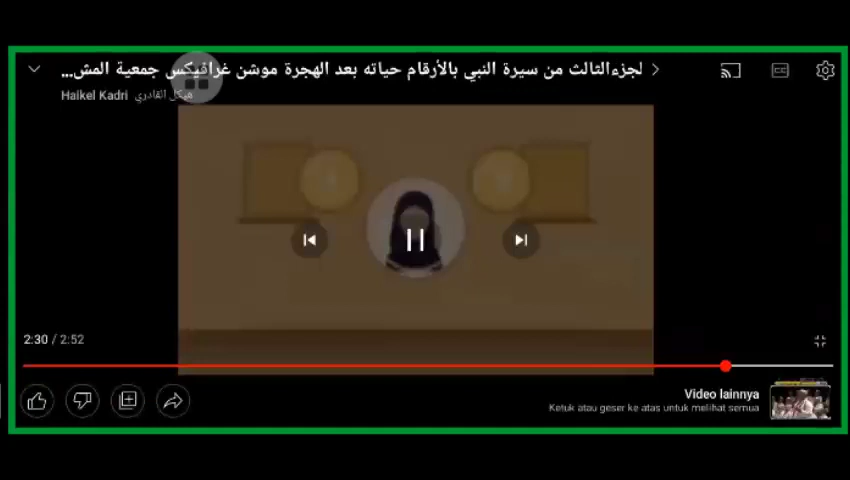 لجزءالثالث من سيرة النبي بالأرقام حياته بعد الهجرة موشن غرافيكس جمعية المش...
Haikel Kadri هيكل القادري
CC
2:30 / 2:52
Video lainnya
Ketuk atau geser ke atas untuk melihat semua